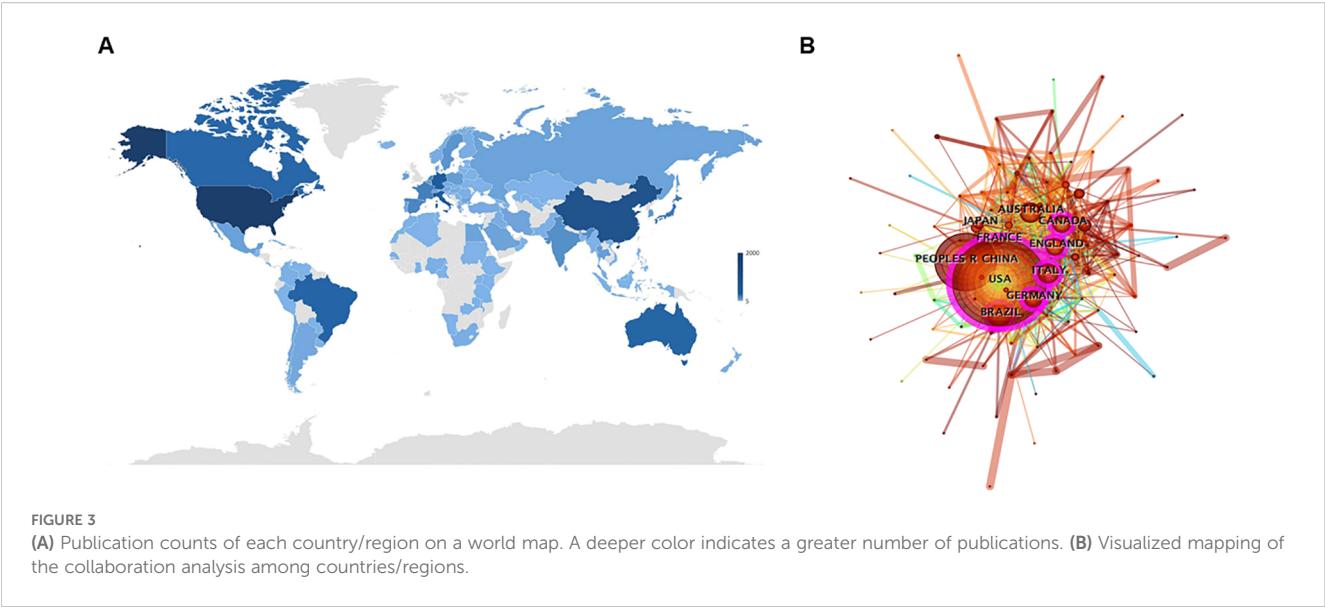 A
B
2000
5
AUSTRALIA
JAPAN
CANADA
FRANCE
ENGLAND
PEOPLES R CHINA
ITALY
USA
GERMANY
BRAZIL
FIGURE 3
(A) Publication counts of each country/region on a world map. A deeper color indicates a greater number of publications. (B) Visualized mapping of
the collaboration analysis among countries/regions.